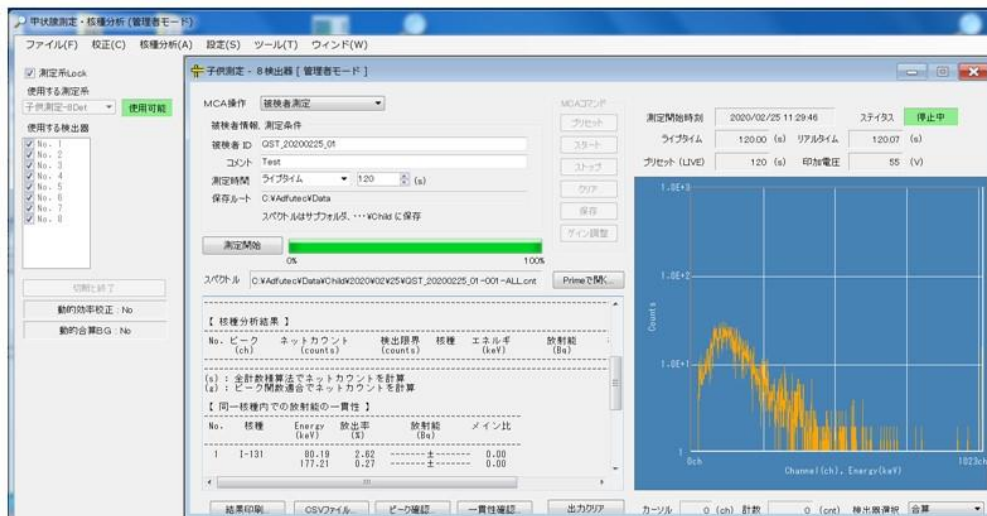 甲状腺測定・核種分析 (管理者モード)
ファイル(F) 校正(C) 核種分析(A) 設定(S) ツール(T) ウィンド(W)
測定系Lock
使用する測定系
子供測定-8Det 使用可能
使用する検出器
No. 1
No. 2
No. 3
No. 4
No. 5
No. 6
No. 7
No. 8
切断と終了
動的効率校正 : No
動的合算BG : No
子供測定 - 8検出器 [ 管理者モード ]
MCA操作 被検者測定
被検者情報, 測定条件
被検者 ID QST_20200225_01
コメント Test
測定時間 ライブタイム 120 (s)
保存ルート C:¥Adfutec¥Data
スペクトルはサブフォルダ, ・・・¥Child に保存
測定開始
0% 100%
スペクトル C:¥Adfutec¥Data¥Child¥2020¥02¥25¥QST_20200225_01-001-ALL.cnt Primeで開く...
MCAコマンド
プリセット
スタート
ストップ
クリア
保存
ゲイン調整
【 核種分析結果 】
No. ピーク ネットカウント 検出限界 核種 エネルギ 放射能
(ch) (counts) (counts) (keV) (Bq)
(s) : 全計数積算法でネットカウントを計算
(g) : ピーク関数適合でネットカウントを計算
【 同一核種内での放射能の一貫性 】
No. 核種 Energy 放出率 放射能 メイン比
(keV) (%) (Bq)
1 I-131 80.19 2.62 -------±------- 0.00
177.21 0.27 -------±------- 0.00
結果印刷... CSVファイル... ピーク確認... 一貫性確認... 出力クリア
測定開始時刻 2020/02/25 11:29:46 ステイタス 停止中
ライブタイム 120.00 (s) リアルタイム 120.07 (s)
プリセット (LIVE) 120 (s) 印加電圧 55 (V)
1.0E+3
1.0E+2
1.0E+1
1
Counts
0ch 1023ch
Channel(ch), Energy(keV)
カーソル 0 (ch) 計数 0 (cnt) 検出器選択 合算